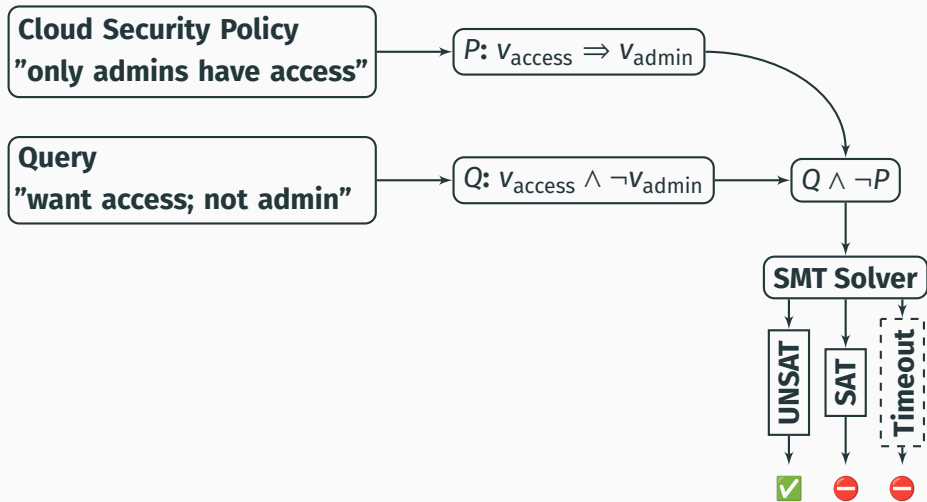 Cloud Security Policy
”only admins have access”
P: v_access ⇒ v_admin
Query
”want access; not admin”
Q: v_access ∧ ¬v_admin
Q ∧ ¬P
SMT Solver
UNSAT
SAT
Timeout